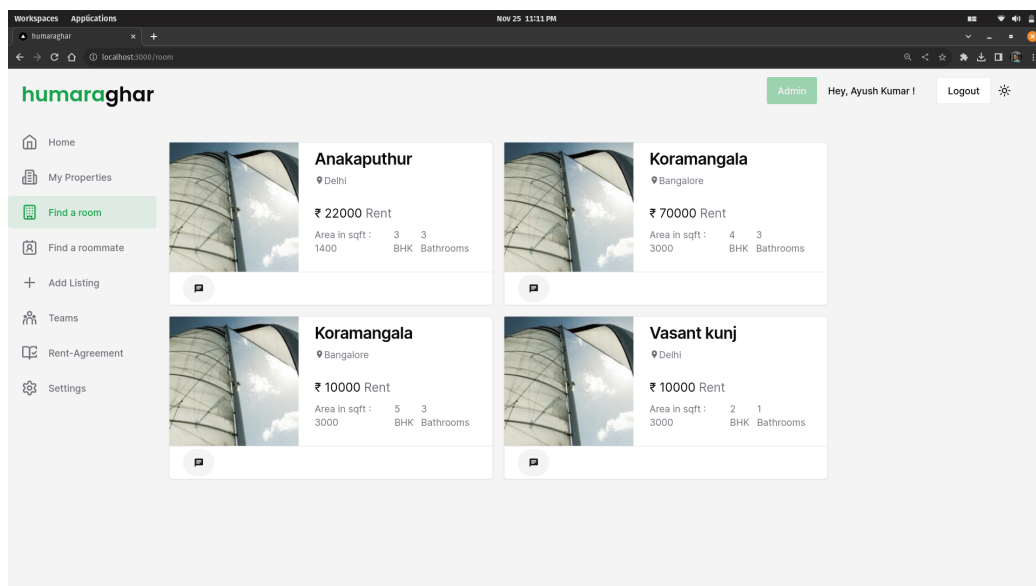 Workspaces Applications Nov 25 11:11 PM
humaraghar
localhost:3000/room
humaraghar Admin Hey, Ayush Kumar ! Logout
Home
My Properties
Find a room
Find a roommate
Add Listing
Teams
Rent-Agreement
Settings
Anakaputhur
Delhi
₹ 22000 Rent
Area in sqft : 3 3
1400 BHK Bathrooms
Koramangala
Bangalore
₹ 70000 Rent
Area in sqft : 4 3
3000 BHK Bathrooms
Koramangala
Bangalore
₹ 10000 Rent
Area in sqft : 5 3
3000 BHK Bathrooms
Vasant kunj
Delhi
₹ 10000 Rent
Area in sqft : 2 1
3000 BHK Bathrooms